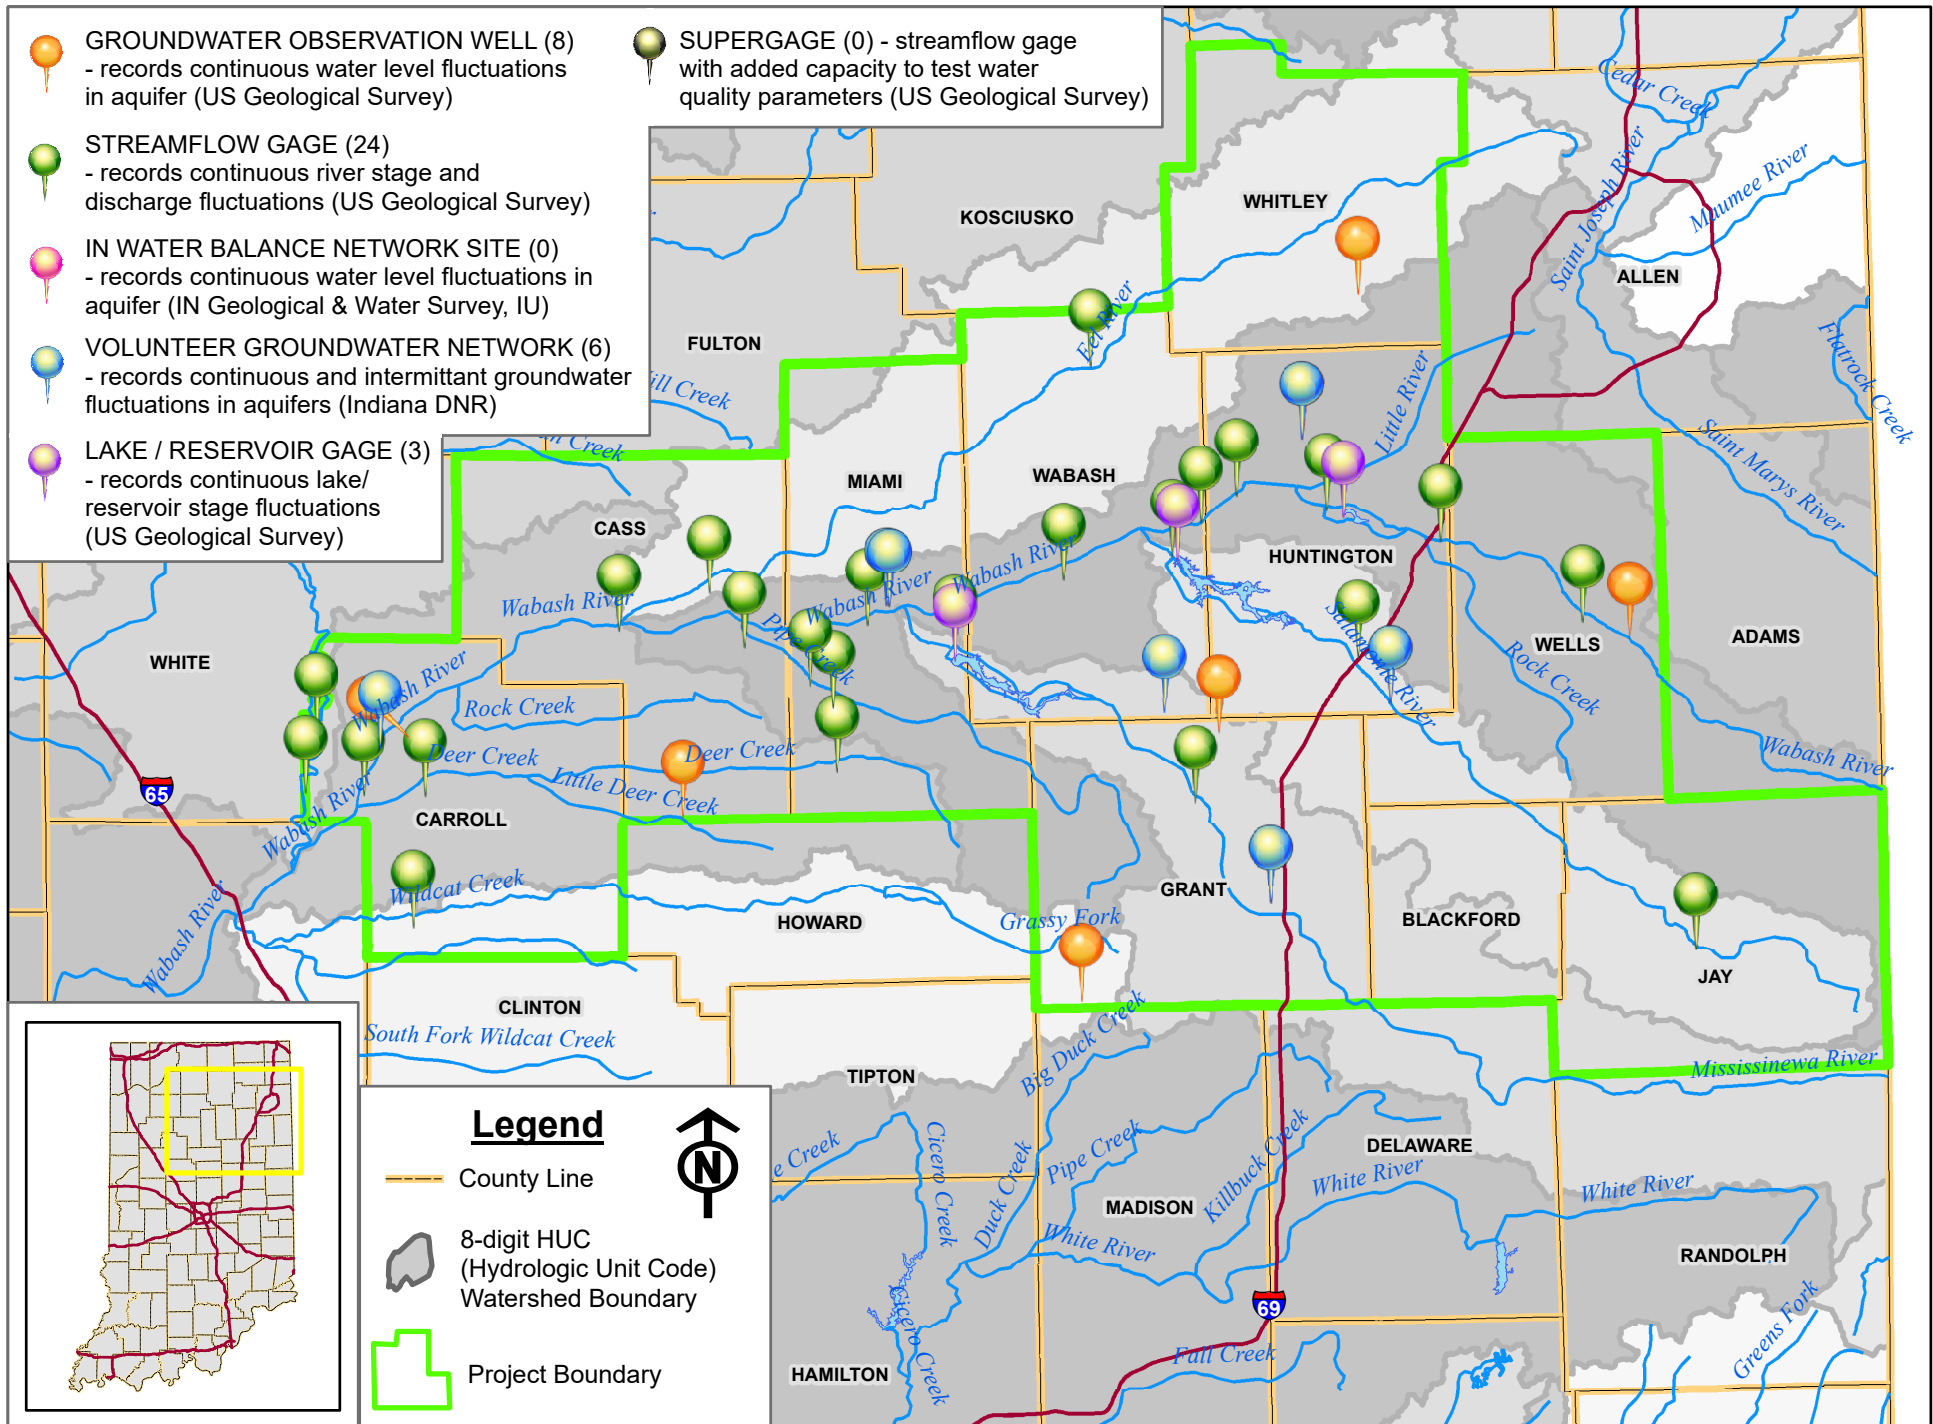 GROUNDWATER OBSERVATION WELL (8)
- records continuous water level fluctuations
in aquifer (US Geological Survey)
STREAMFLOW GAGE (24)
- records continuous river stage and
discharge fluctuations (US Geological Survey)
IN WATER BALANCE NETWORK SITE (0)
- records continuous water level fluctuations in
aquifer (IN Geological & Water Survey, IU)
VOLUNTEER GROUNDWATER NETWORK (6)
- records continuous and intermittant groundwater
fluctuations in aquifers (Indiana DNR)
LAKE / RESERVOIR GAGE (3)
- records continuous lake/
reservoir stage fluctuations
(US Geological Survey)
SUPERGAGE (0) - streamflow gage
with added capacity to test water
quality parameters (US Geological Survey)
Cedar Creek
Saint Joseph River
Maumee River
WHITLEY
KOSCIUSKO
ALLEN
Eel River
FULTON
Flatrock Creek
ill Creek
Little River
Creek
Saint Marys River
MIAMI
WABASH
CASS
HUNTINGTON
Wabash River
Wabash River
Wabash River
Pipe Creek
Salamonie River
WELLS
ADAMS
WHITE
Rock Creek
Wabash River
Rock Creek
Deer Creek
Deer Creek
Wabash River
Little Deer Creek
65
CARROLL
Wabash River
Wildcat Creek
GRANT
HOWARD
Grassy Fork
BLACKFORD
Wabash River
JAY
CLINTON
South Fork Wildcat Creek
Big Duck Creek
Mississinewa River
TIPTON
Legend
County Line
8-digit HUC
(Hydrologic Unit Code)
Watershed Boundary
Project Boundary
N
e Creek
Cicero Creek
Duck Creek
Pipe Creek
Killbuck Creek
DELAWARE
White River
White River
MADISON
White River
RANDOLPH
69
Cicero Creek
Fall Creek
Greens Fork
HAMILTON